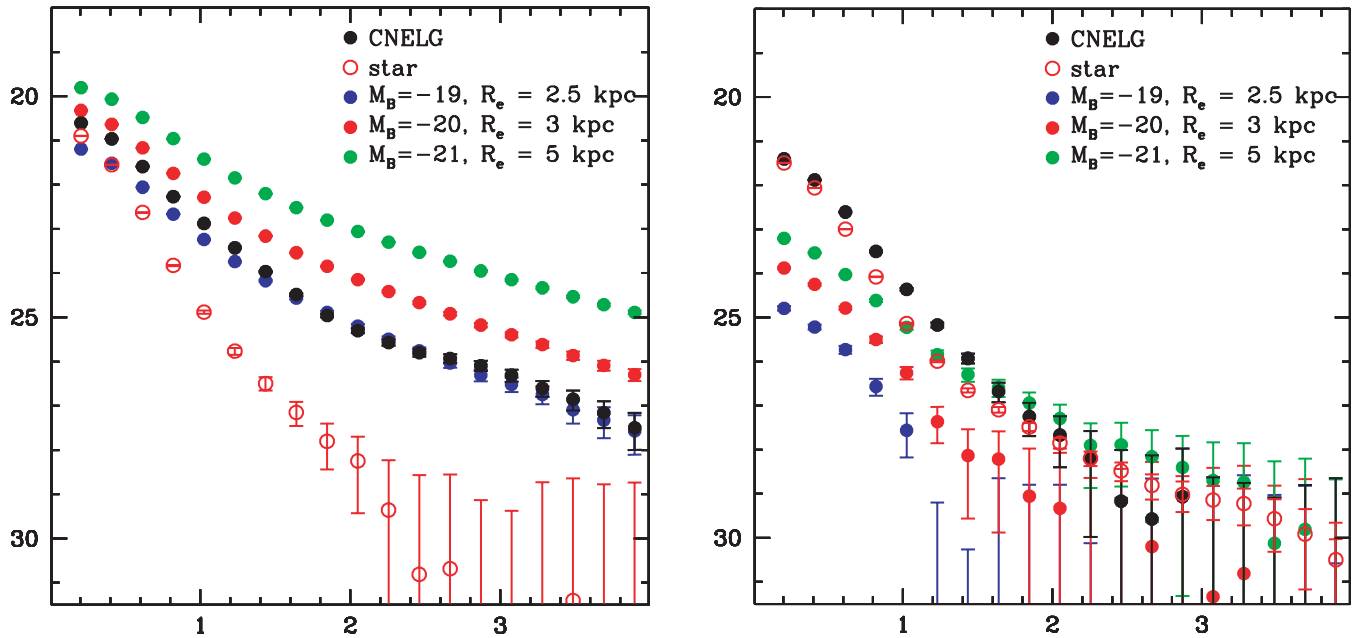 20
25
30
1
2
3
CNELG
star
M_B=−19, R_e = 2.5 kpc
M_B=−20, R_e = 3 kpc
M_B=−21, R_e = 5 kpc
20
25
30
1
2
3
CNELG
star
M_B=−19, R_e = 2.5 kpc
M_B=−20, R_e = 3 kpc
M_B=−21, R_e = 5 kpc